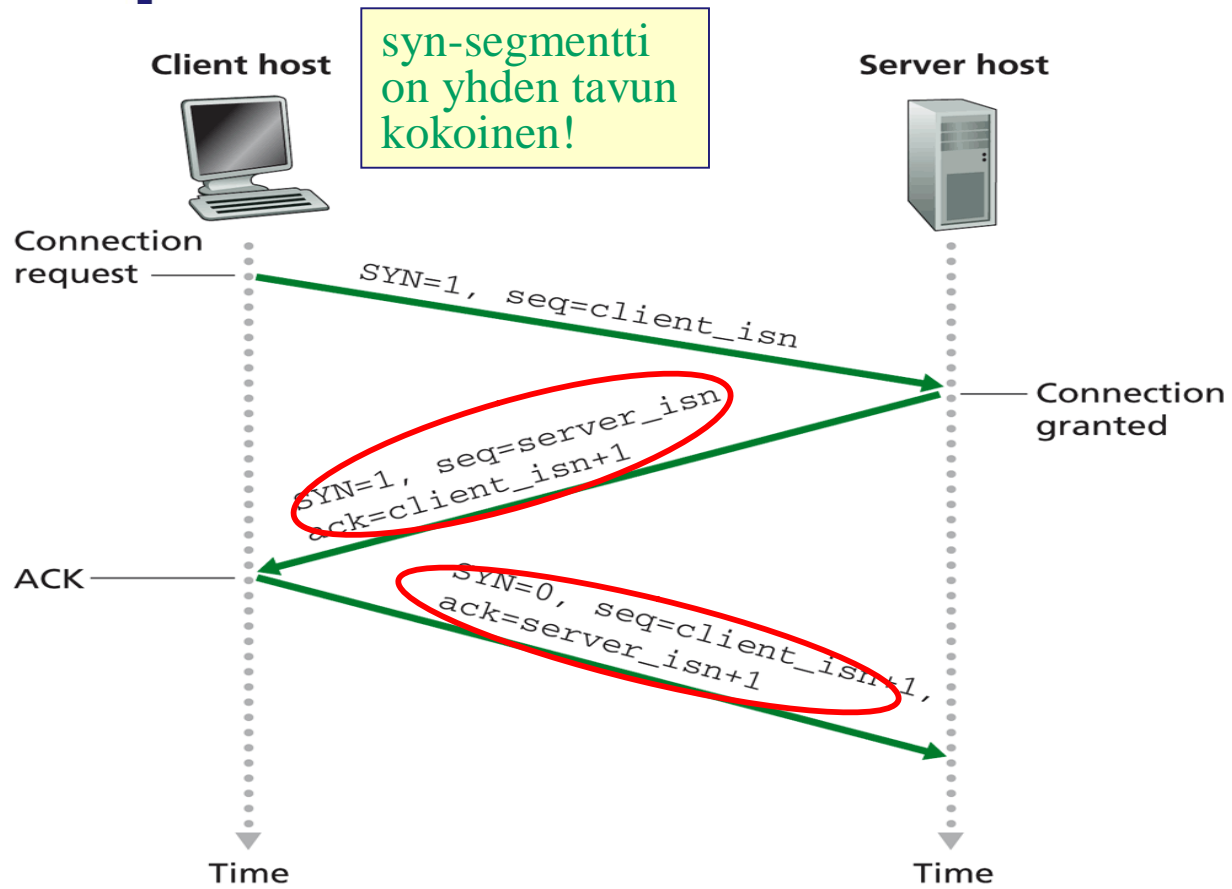 syn-segmentti
on yhden tavun
kokoinen!
Client host
Server host
Connection
request
SYN=1, seq=client_isn
Connection
granted
SYN=1, seq=server_isn
ack=client_isn+1
ACK
SYN=0, seq=client_isn+1,
ack=server_isn+1
Time
Time